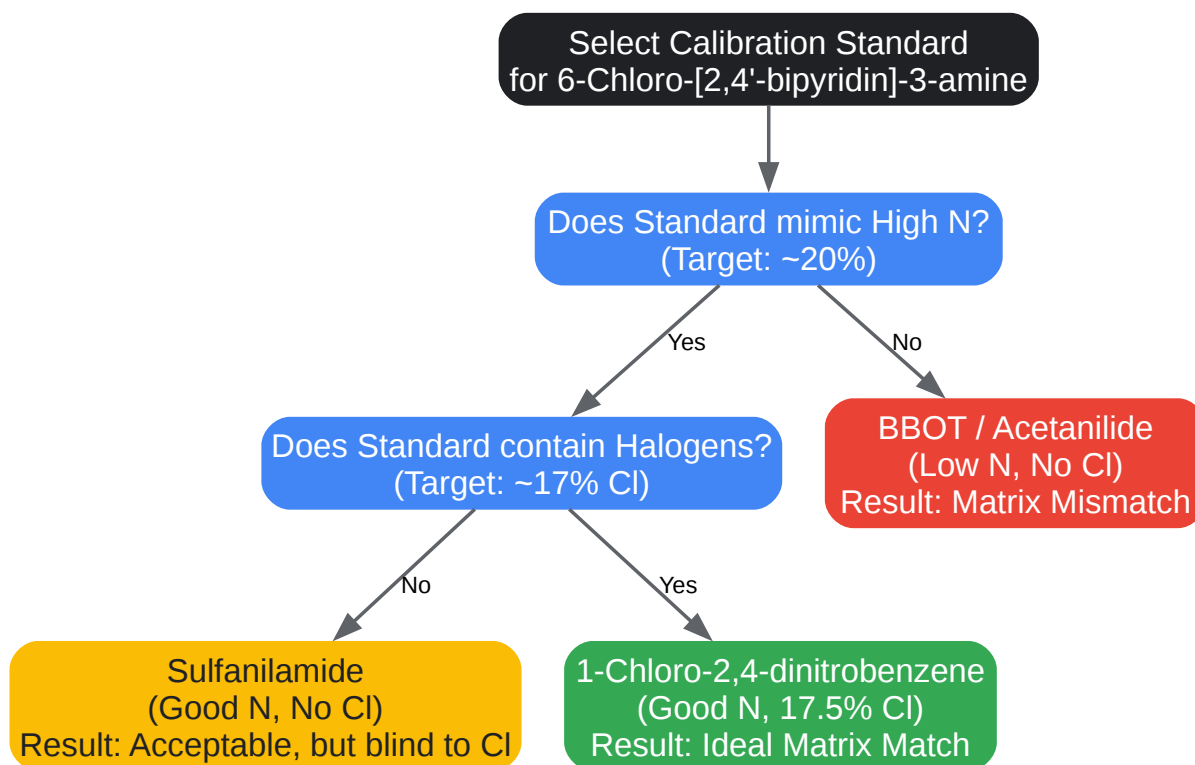 Select Calibration Standard
for 6-Chloro-[2,4'-bipyridin]-3-amine
Does Standard mimic High N?
(Target: ~20%)
Yes
No
Does Standard contain Halogens?
(Target: ~17% Cl)
BBOT / Acetanilide
(Low N, No Cl)
Result: Matrix Mismatch
No
Yes
Sulfanilamide
(Good N, No Cl)
Result: Acceptable, but blind to Cl
1-Chloro-2,4-dinitrobenzene
(Good N, 17.5% Cl)
Result: Ideal Matrix Match